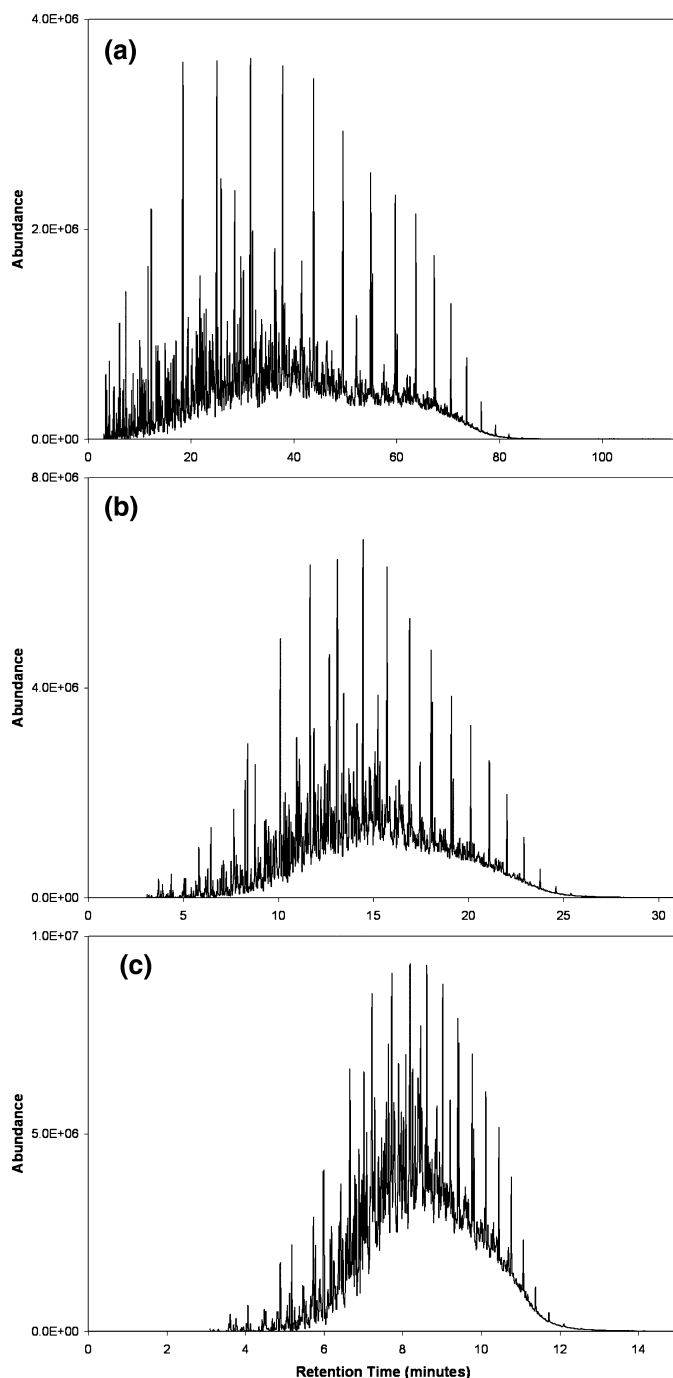 (a)
4.0E+06
2.0E+06
0.0E+00
Abundance
0 20 40 60 80 100
(b)
8.0E+06
4.0E+06
0.0E+00
Abundance
0 5 10 15 20 25 30
(c)
1.0E+07
5.0E+06
0.0E+00
Abundance
0 2 4 6 8 10 12 14
Retention Time (minutes)